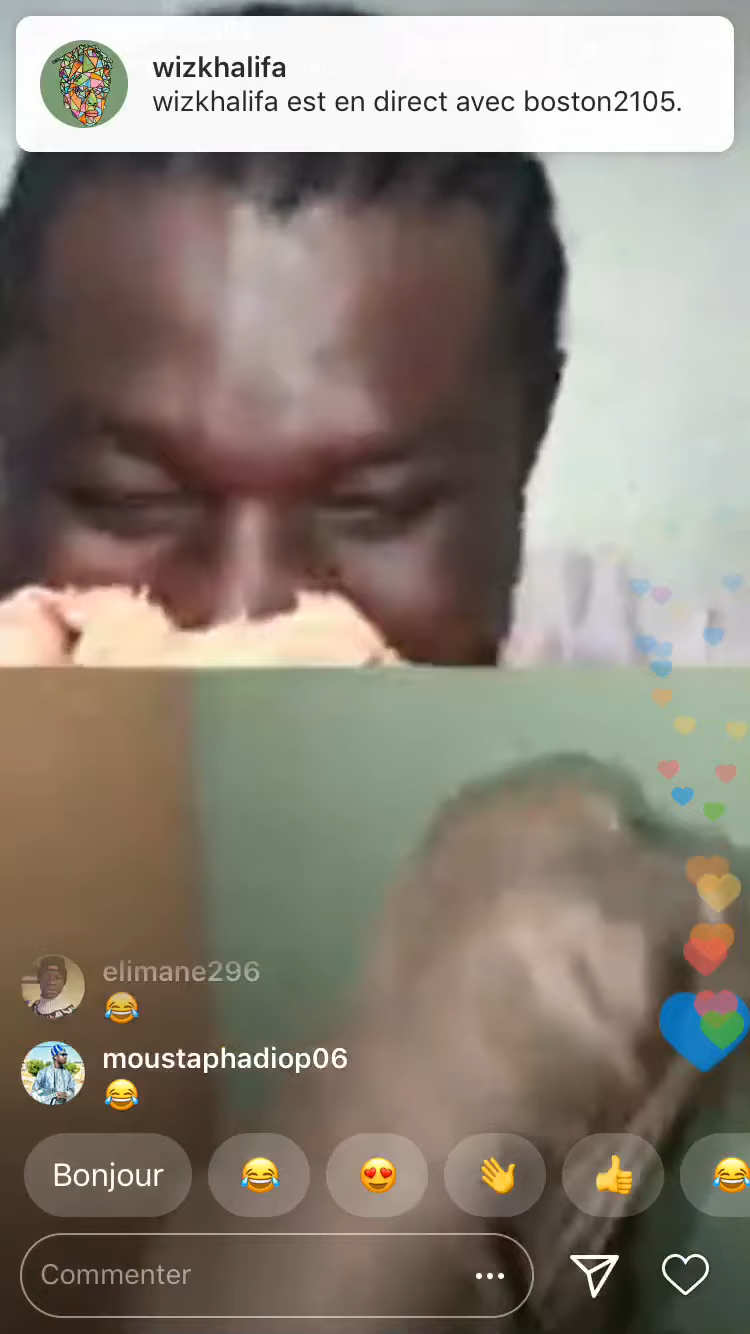 wizkhalifa
wizkhalifa est en direct avec boston2105.
elimane296
😂
moustaphadiop06
😂
Bonjour 😂 😍 👋 👍 😂
Commenter